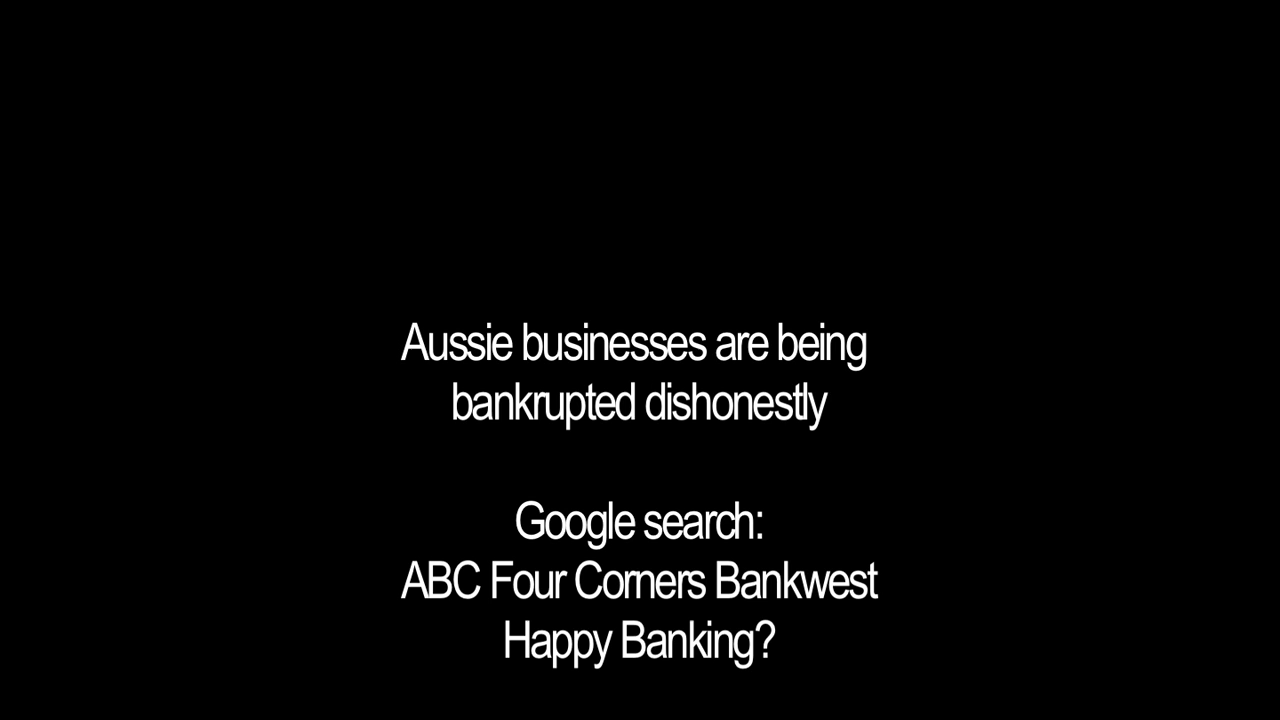 Aussie businesses are being
bankrupted dishonestly
Google search:
ABC Four Corners Bankwest
Happy Banking?